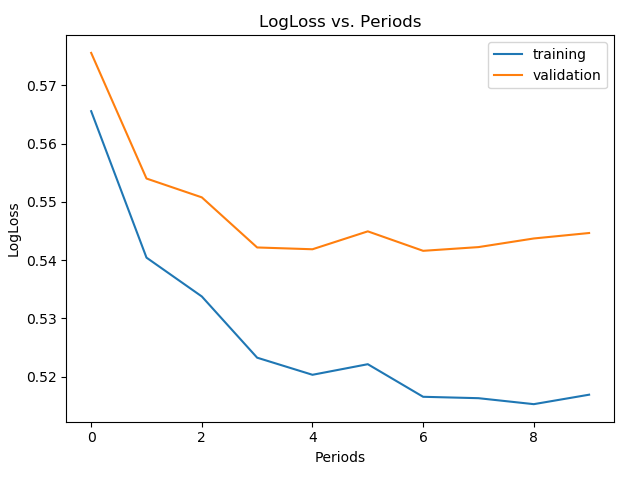 LogLoss vs. Periods
training
validation
0.57
0.56
0.55
0.54
0.53
0.52
LogLoss
0 2 4 6 8
Periods